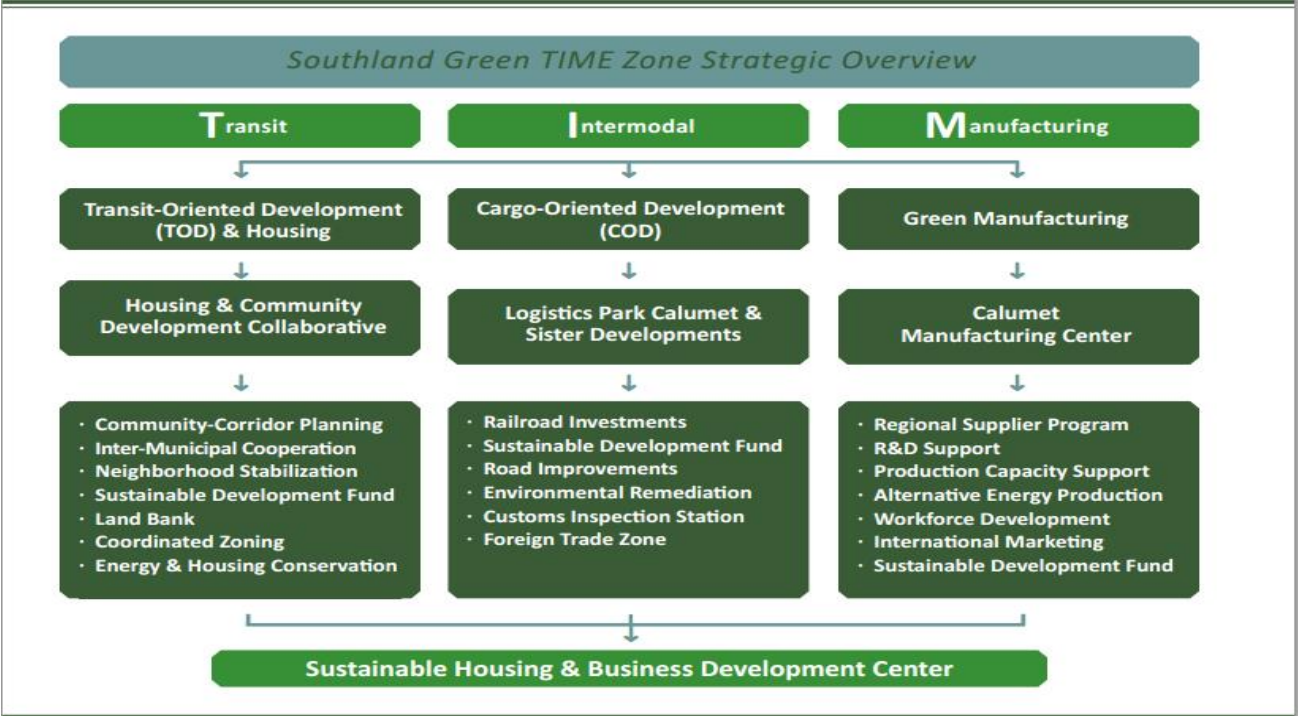 Southland Green TIME Zone Strategic Overview
Transit
Intermodal
Manufacturing
Transit-Oriented Development
(TOD) & Housing
Cargo-Oriented Development
(COD)
Green Manufacturing
Housing & Community
Development Collaborative
Logistics Park Calumet &
Sister Developments
Calumet
Manufacturing Center
· Community-Corridor Planning
· Inter-Municipal Cooperation
· Neighborhood Stabilization
· Sustainable Development Fund
· Land Bank
· Coordinated Zoning
· Energy & Housing Conservation
· Railroad Investments
· Sustainable Development Fund
· Road Improvements
· Environmental Remediation
· Customs Inspection Station
· Foreign Trade Zone
· Regional Supplier Program
· R&D Support
· Production Capacity Support
· Alternative Energy Production
· Workforce Development
· International Marketing
· Sustainable Development Fund
Sustainable Housing & Business Development Center